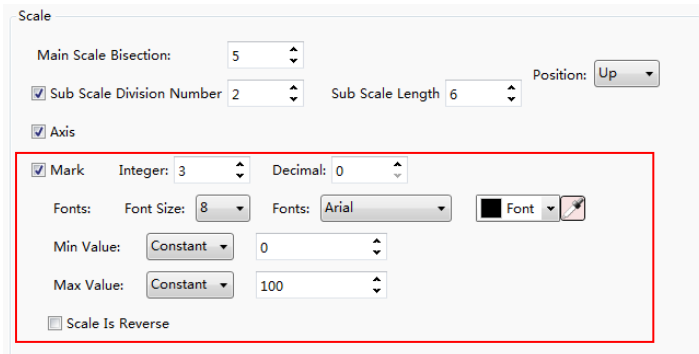 Scale
Main Scale Bisection: 5
Position: Up
Sub Scale Division Number 2 Sub Scale Length 6
Axis
Mark Integer: 3 Decimal: 0
Fonts: Font Size: 8 Fonts: Arial Font
Min Value: Constant 0
Max Value: Constant 100
Scale Is Reverse